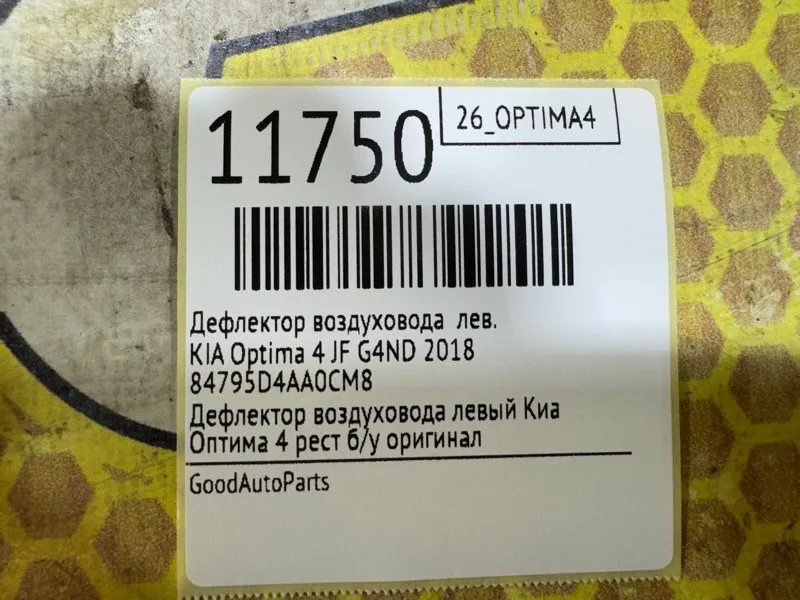 11750
26_OPTIMA4
Дефлектор воздуховода лев.
KIA Optima 4 JF G4ND 2018
84795D4AA0CM8
Дефлектор воздуховода левый Киа
Оптима 4 рест б/у оригинал
GoodAutoParts